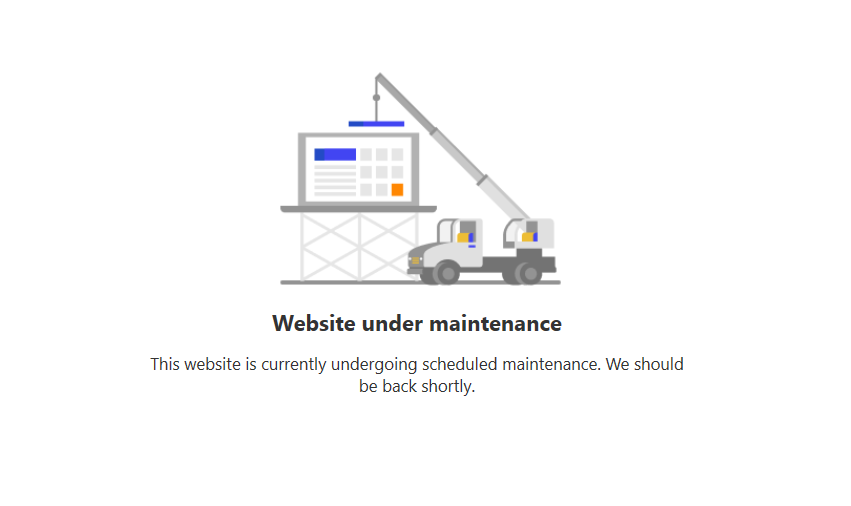 Website under maintenance
This website is currently undergoing scheduled maintenance. We should
be back shortly.